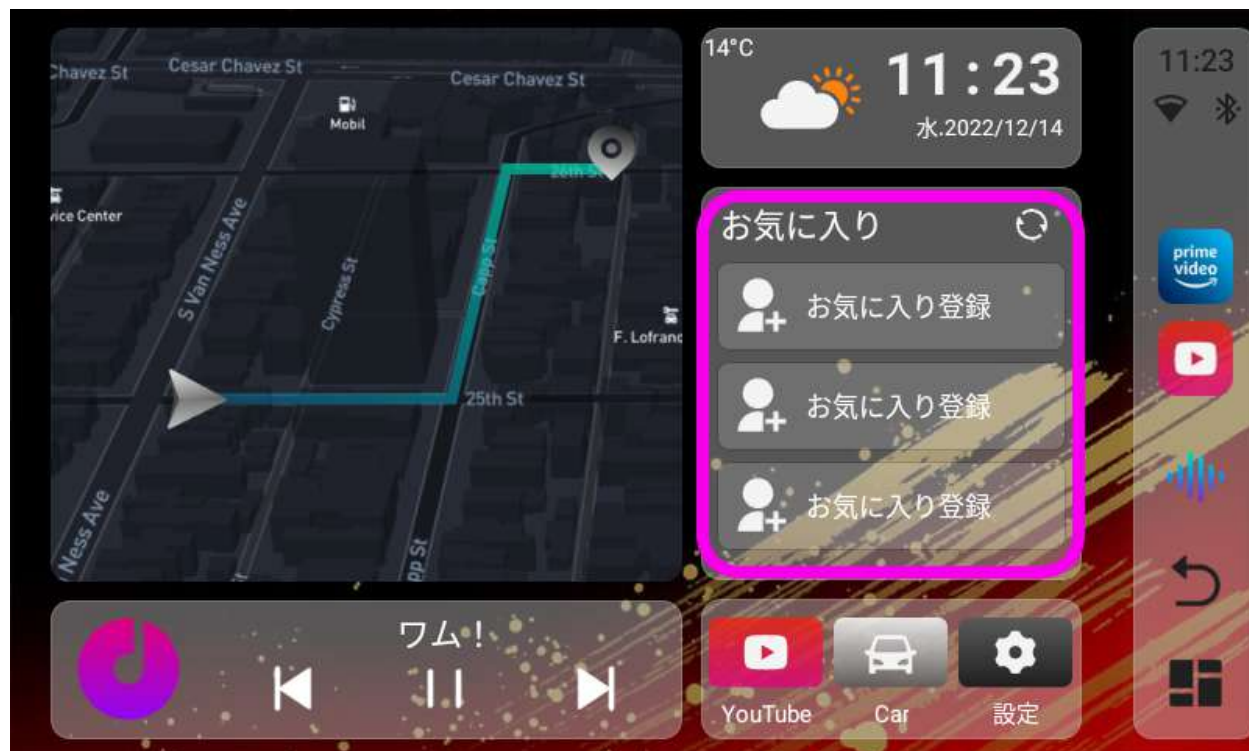 Chavez St
Cesar Chavez St
Cesar Chavez St
Mobil
26th St
vice Center
S Van Ness Ave
Cypress St
Capp St
F. Lofranc
25th St
Ness Ave
pp St
14°C
11:23
水.2022/12/14
お気に入り
お気に入り登録
お気に入り登録
お気に入り登録
ワム!
YouTube
Car
設定
11:23
prime
video